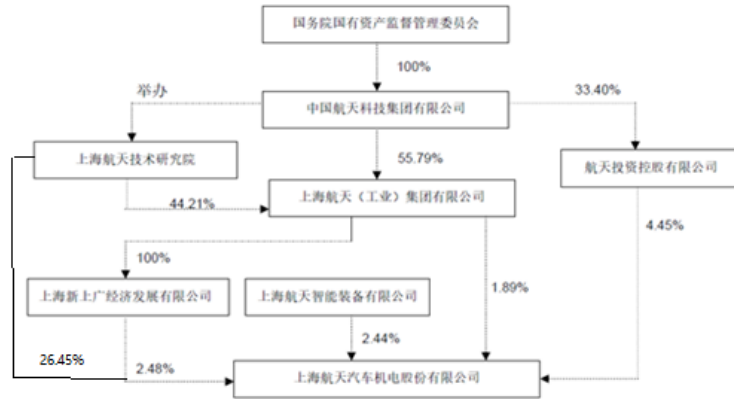 国务院国有资产监督管理委员会
100%
举办
33.40%
中国航天科技集团有限公司
上海航天技术研究院
55.79%
航天投资控股有限公司
44.21%
上海航天（工业）集团有限公司
4.45%
100%
上海新上广经济发展有限公司
上海航天智能装备有限公司
1.89%
2.44%
26.45%
2.48%
上海航天汽车机电股份有限公司